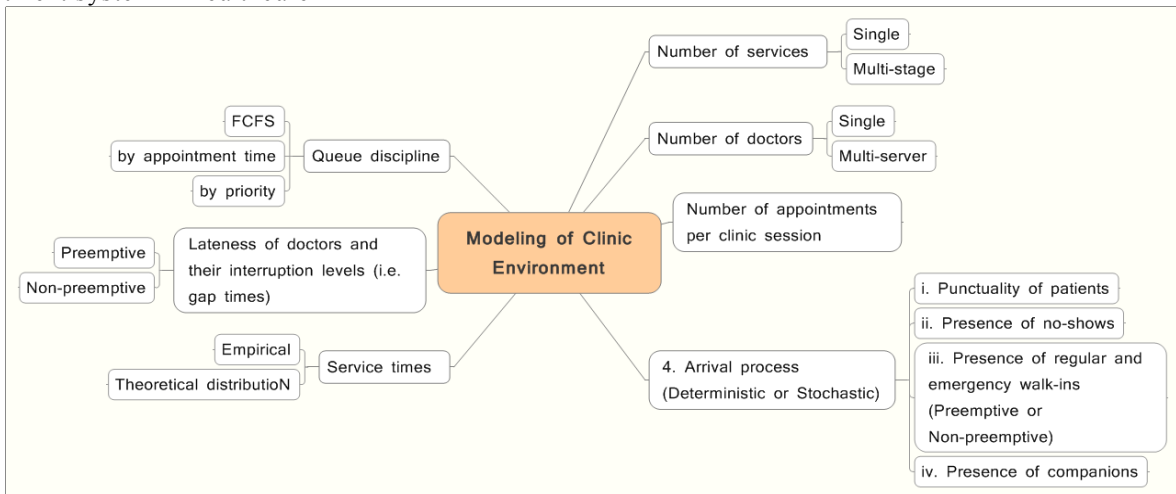 Number of services
Single
Multi-stage
Number of doctors
Single
Multi-server
Number of appointments
per clinic session
4. Arrival process
(Deterministic or Stochastic)
i. Punctuality of patients
ii. Presence of no-shows
iii. Presence of regular and
emergency walk-ins
(Preemptive or
Non-preemptive)
iv. Presence of companions
Modeling of Clinic
Environment
Queue discipline
FCFS
by appointment time
by priority
Lateness of doctors and
their interruption levels (i.e.
gap times)
Preemptive
Non-preemptive
Service times
Empirical
Theoretical distributioN